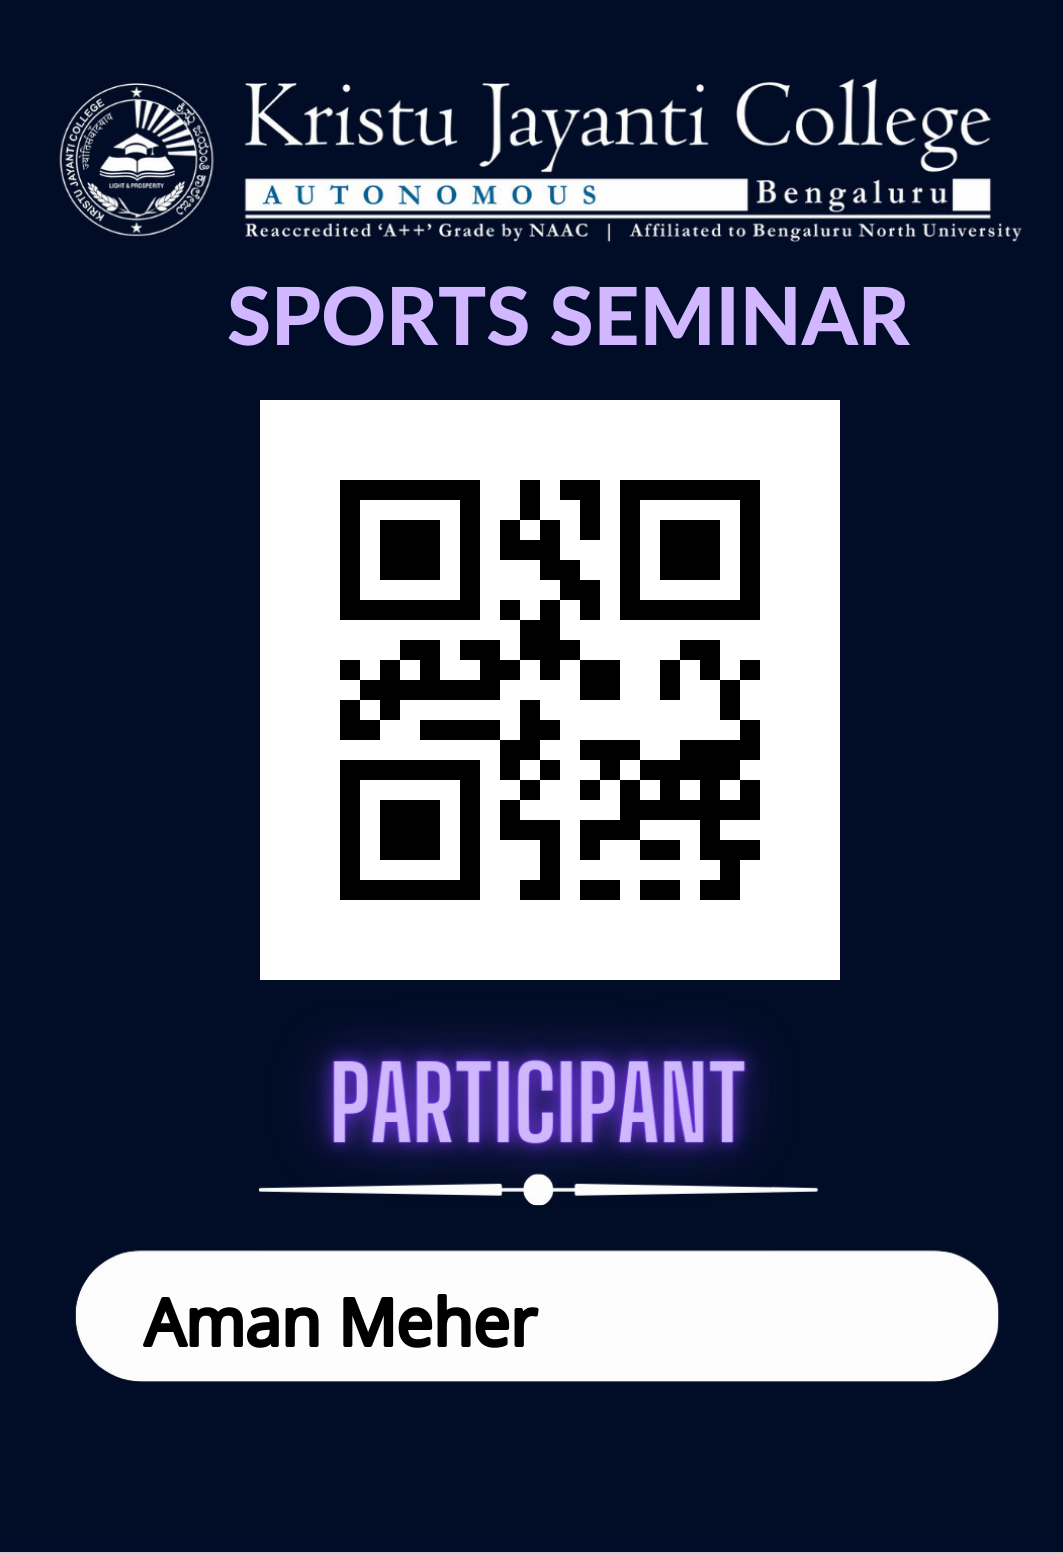 KRISTU JAYANTI COLLEGE
LIGHT & PROSPERITY
Kristu Jayanti College
AUTONOMOUS Bengaluru
Reaccredited ‘A++’ Grade by NAAC | Affiliated to Bengaluru North University
SPORTS SEMINAR
PARTICIPANT
Aman Meher